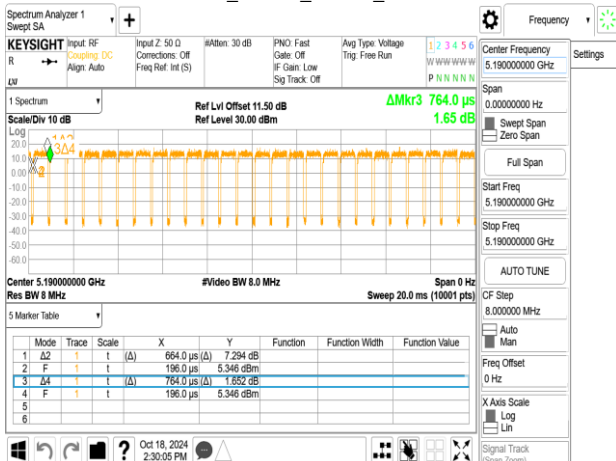 Spectrum Analyzer 1
Swept SA
Frequency
Settings
KEYSIGHT
R
Input: RF
Coupling: DC
Align: Auto
Input Z: 50 Ω
Corrections: Off
Freq Ref: Int (S)
#Atten: 30 dB
PNO: Fast
Gate: Off
IF Gain: Low
Sig Track: Off
Avg Type: Voltage
Trig: Free Run
1 2 3 4 5 6
W W W W W W
P N N N N N
1 Spectrum
Scale/Div 10 dB
Ref Lvl Offset 11.50 dB
Ref Level 30.00 dBm
ΔMkr3 764.0 µs
1.65 dB
Log
20.0
10.0
0.00
-10.0
-20.0
-30.0
-40.0
-50.0
-60.0
3Δ4
Center 5.190000000 GHz
Res BW 8 MHz
#Video BW 8.0 MHz
Span 0 Hz
Sweep 20.0 ms (10001 pts)
5 Marker Table
Mode Trace Scale X Y Function Function Width Function Value
1 Δ2 1 t (Δ) 664.0 µs (Δ) 7.294 dB
2 F 1 t 196.0 µs 5.346 dBm
3 Δ4 1 t (Δ) 764.0 µs (Δ) 1.652 dB
4 F 1 t 196.0 µs 5.346 dBm
5
6
Oct 18, 2024
2:30:05 PM
Center Frequency
5.190000000 GHz
Span
0.00000000 Hz
Swept Span
Zero Span
Full Span
Start Freq
5.190000000 GHz
Stop Freq
5.190000000 GHz
AUTO TUNE
CF Step
8.000000 MHz
Auto
Man
Freq Offset
0 Hz
X Axis Scale
Log
Lin
Signal Track
(Span Zoom)